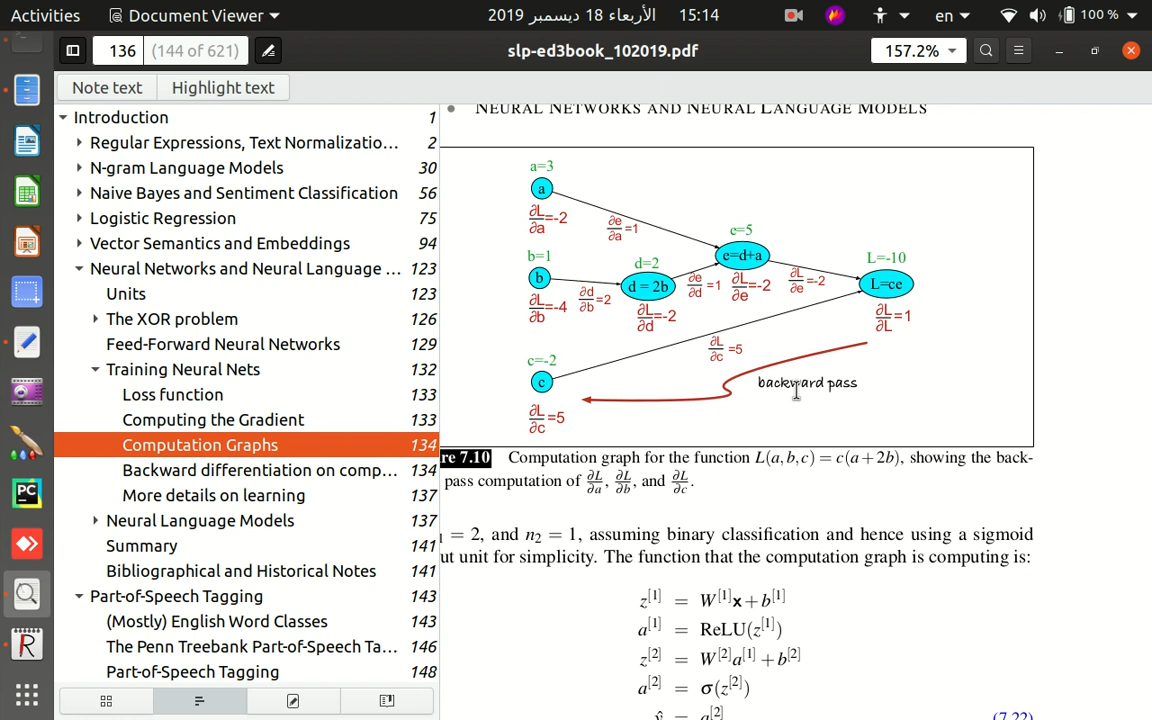 Activities
Document Viewer
الأربعاء 18 ديسمبر 2019
15:14
en
100 %
136
(144 of 621)
slp-ed3book_102019.pdf
157.2%
Note text
Highlight text
Introduction 1
Regular Expressions, Text Normalizatio... 2
N-gram Language Models 30
Naive Bayes and Sentiment Classification 56
Logistic Regression 75
Vector Semantics and Embeddings 94
Neural Networks and Neural Language ... 123
Units 123
The XOR problem 126
Feed-Forward Neural Networks 129
Training Neural Nets 132
Loss function 133
Computing the Gradient 133
Computation Graphs 134
Backward differentiation on comp... 134
More details on learning 137
Neural Language Models 137
Summary 141
Bibliographical and Historical Notes 141
Part-of-Speech Tagging 143
(Mostly) English Word Classes 143
The Penn Treebank Part-of-Speech Ta... 146
Part-of-Speech Tagging 148
NEURAL NETWORKS AND NEURAL LANGUAGE MODELS
a=3
a
∂L/∂a=-2
∂e/∂a=1
e=5
e=d+a
b=1
b
∂L/∂b=-4
∂d/∂b=2
d=2
d = 2b
∂L/∂d=-2
∂e/∂d=1
∂L/∂e=-2
∂L/∂e=-2
L=-10
L=ce
∂L/∂L=1
∂L/∂c=5
c=-2
c
∂L/∂c=5
backward pass
re 7.10 Computation graph for the function L(a,b,c) = c(a+2b), showing the back-
pass computation of ∂L/∂a, ∂L/∂b, and ∂L/∂c.
= 2, and n₂ = 1, assuming binary classification and hence using a sigmoid
ut unit for simplicity. The function that the computation graph is computing is:
z^[1] = W^[1]x + b^[1]
a^[1] = ReLU(z^[1])
z^[2] = W^[2]a^[1] + b^[2]
a^[2] = σ(z^[2])
ŷ = a^[2] (7.22)
PC
R